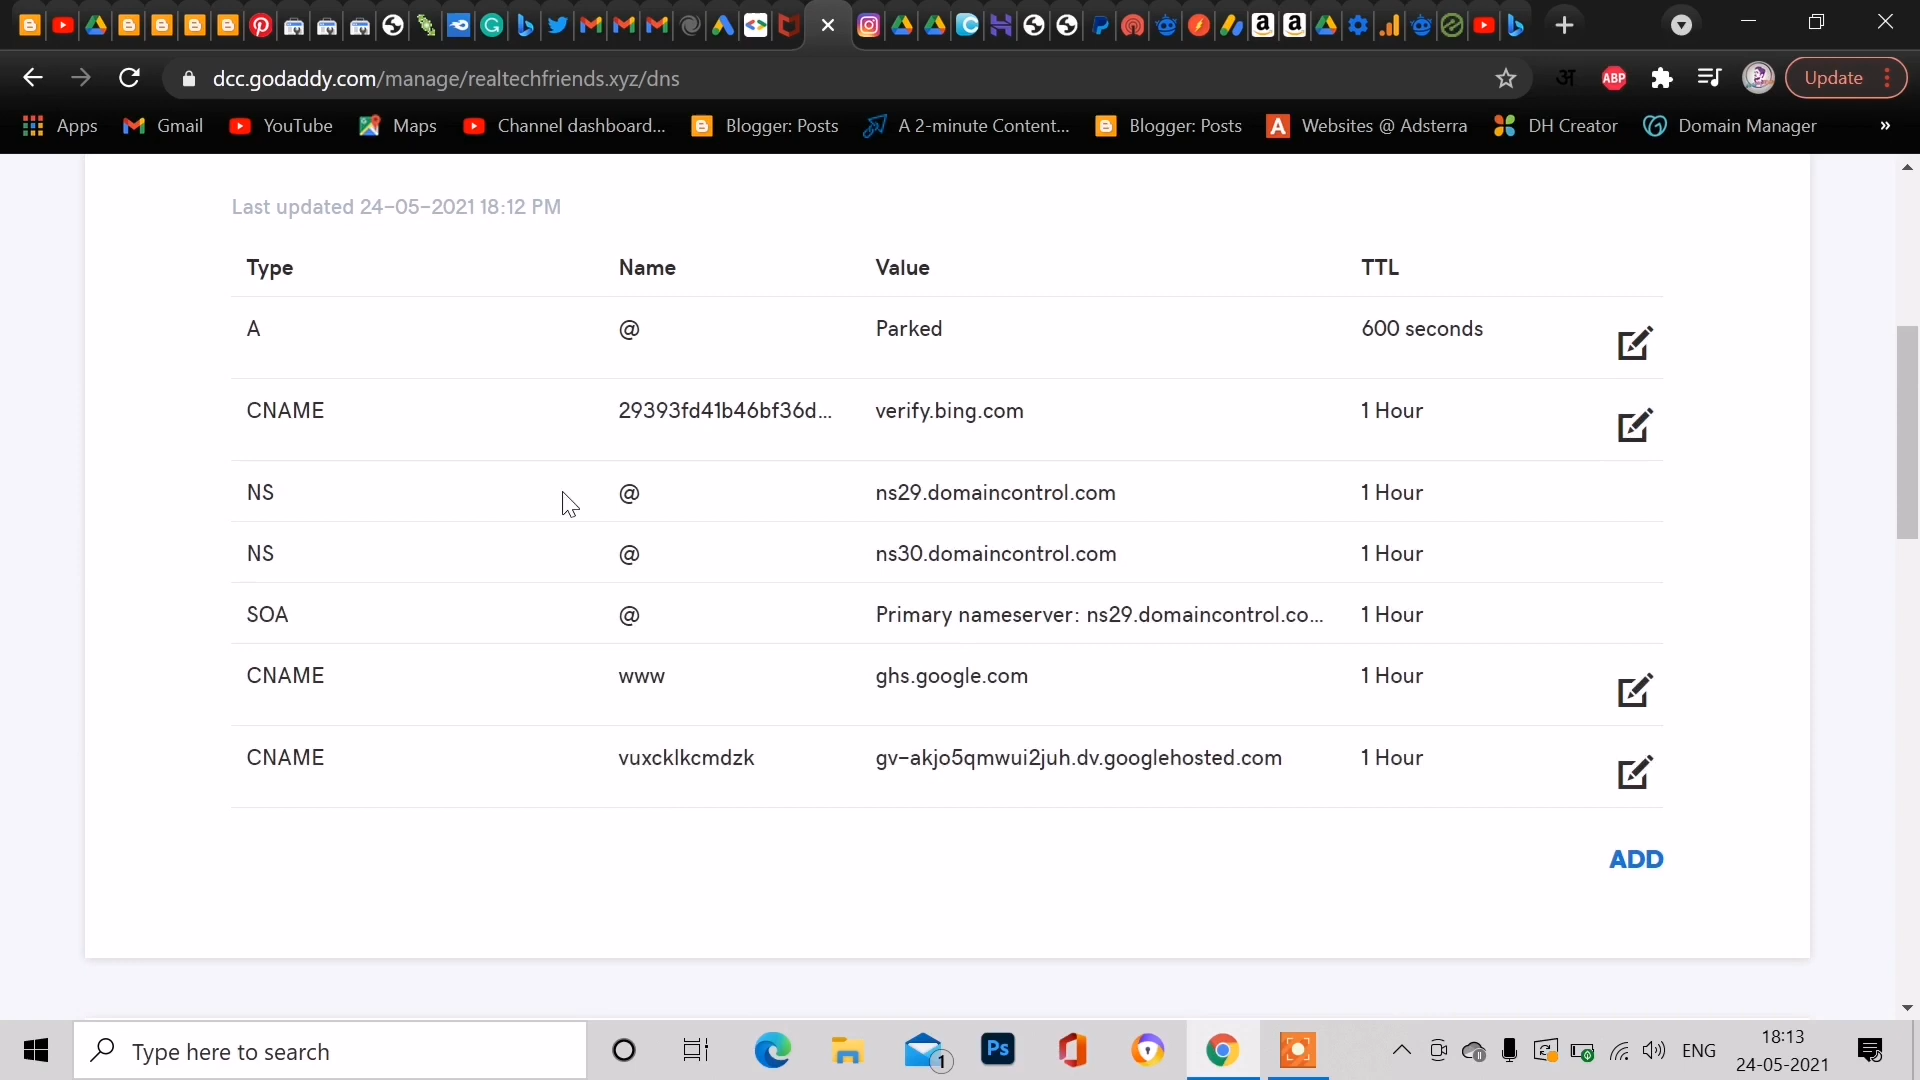 dcc.godaddy.com/manage/realtechfriends.xyz/dns
अ ABP Update
Apps Gmail YouTube Maps Channel dashboard... Blogger: Posts A 2-minute Content... Blogger: Posts Websites @ Adsterra DH Creator Domain Manager »
Last updated 24-05-2021 18:12 PM
Type Name Value TTL
A @ Parked 600 seconds
CNAME 29393fd41b46bf36d... verify.bing.com 1 Hour
NS @ ns29.domaincontrol.com 1 Hour
NS @ ns30.domaincontrol.com 1 Hour
SOA @ Primary nameserver: ns29.domaincontrol.co... 1 Hour
CNAME www ghs.google.com 1 Hour
CNAME vuxcklkcmdzk gv-akjo5qmwui2juh.dv.googlehosted.com 1 Hour
ADD
Type here to search 1 Ps ENG 18:13
24-05-2021